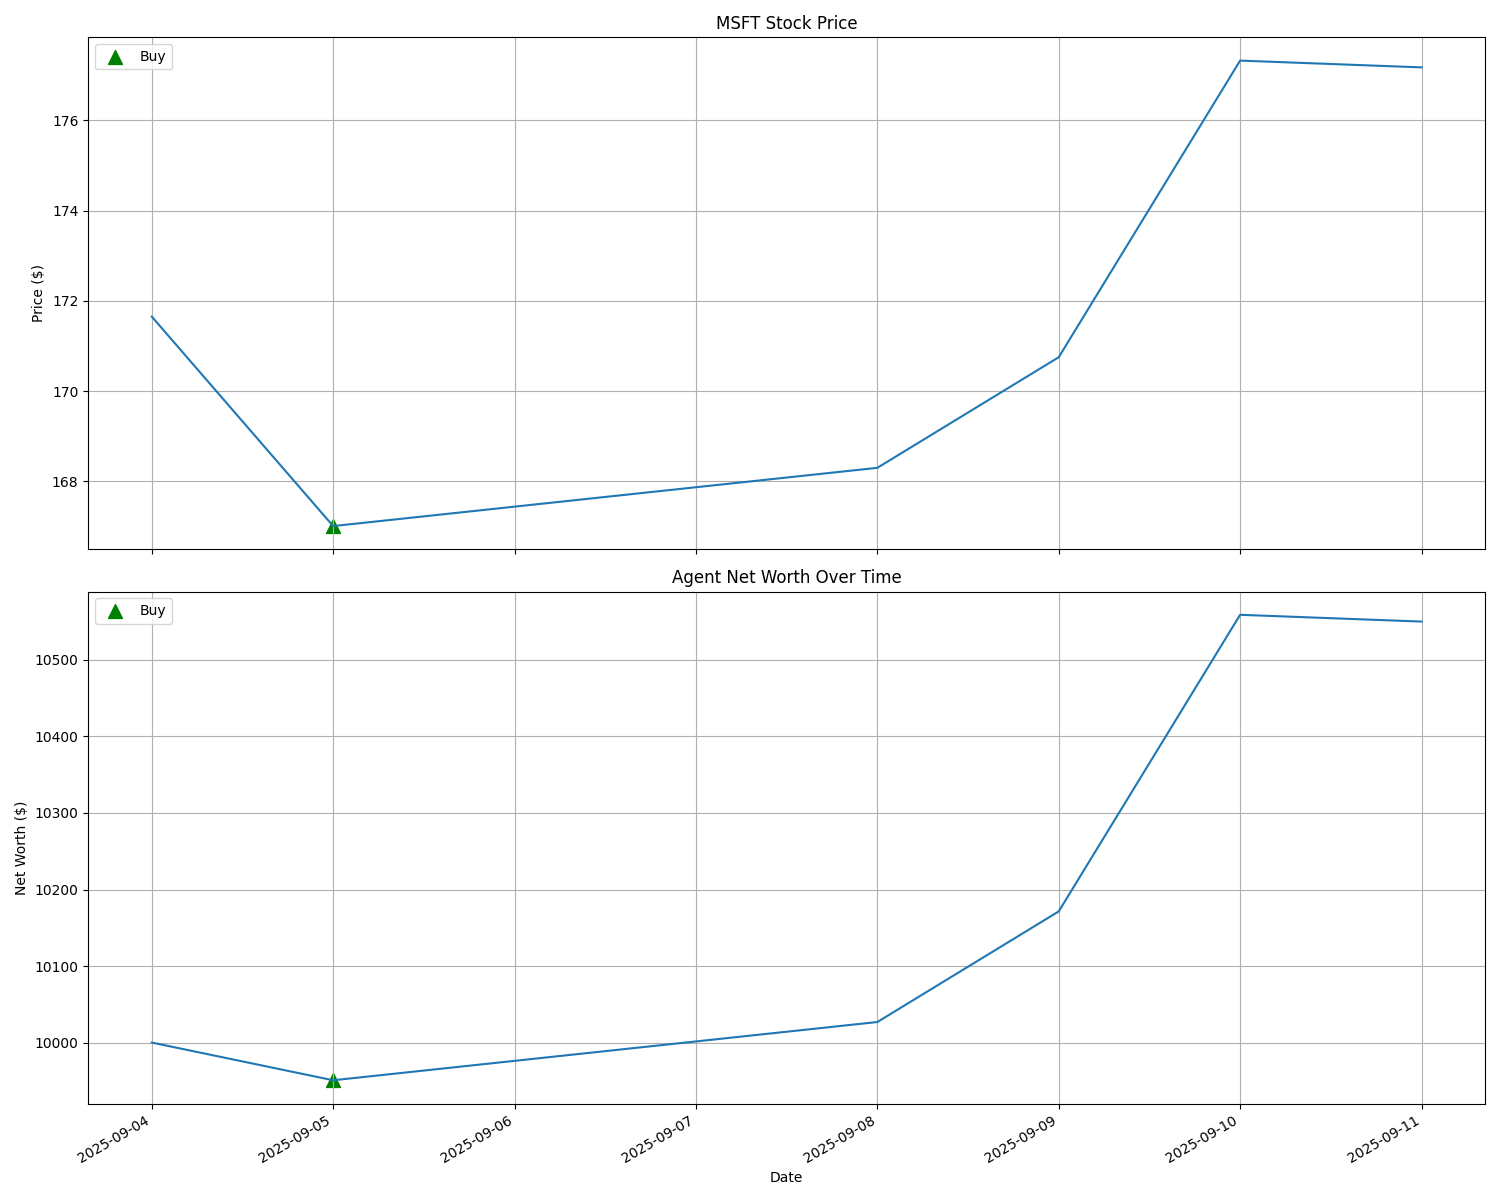 MSFT Stock Price
Buy
Price ($)
176
174
172
170
168
Agent Net Worth Over Time
Buy
Net Worth ($)
10500
10400
10300
10200
10100
10000
2025-09-04
2025-09-05
2025-09-06
2025-09-07
2025-09-08
2025-09-09
2025-09-10
2025-09-11
Date